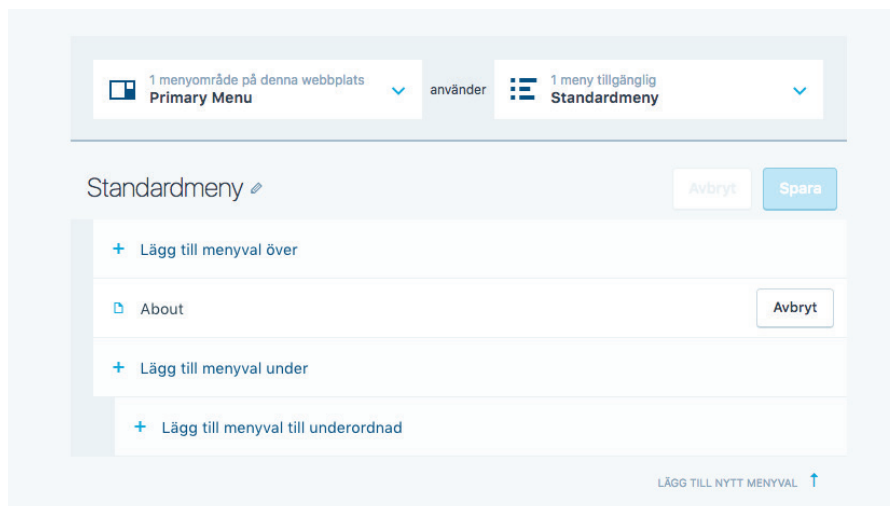 1 menyområde på denna webbplats
Primary Menu
använder
1 meny tillgänglig
Standardmeny
Standardmeny
Avbryt
Spara
+ Lägg till menyval över
About
Avbryt
+ Lägg till menyval under
+ Lägg till menyval till underordnad
LÄGG TILL NYTT MENYVAL ↑